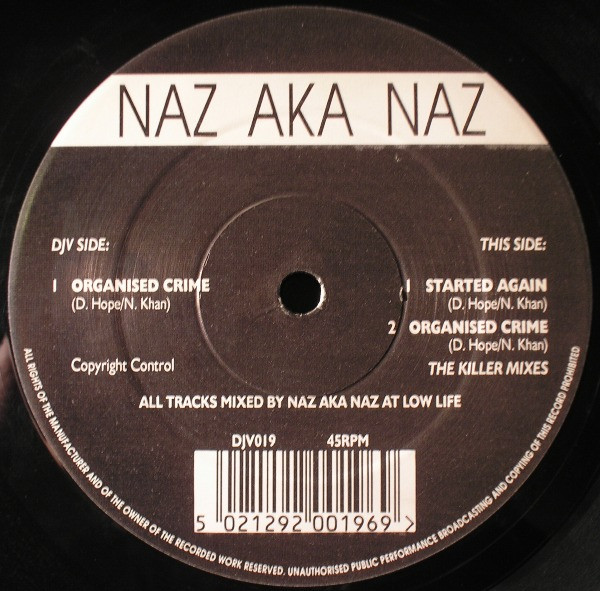 NAZ AKA NAZ
DJV SIDE:
1 ORGANISED CRIME
(D. Hope/N. Khan)
Copyright Control
THIS SIDE:
1 STARTED AGAIN
(D. Hope/N. Khan)
2 ORGANISED CRIME
(D. Hope/N. Khan)
THE KILLER MIXES
ALL TRACKS MIXED BY NAZ AKA NAZ AT LOW LIFE
DJV019 45RPM
5 021292 001969 >
ALL RIGHTS OF THE MANUFACTURER AND OF THE OWNER OF THE RECORDED WORK RESERVED. UNAUTHORISED PUBLIC PERFORMANCE BROADCASTING AND COPYING OF THIS RECORD PROHIBITED